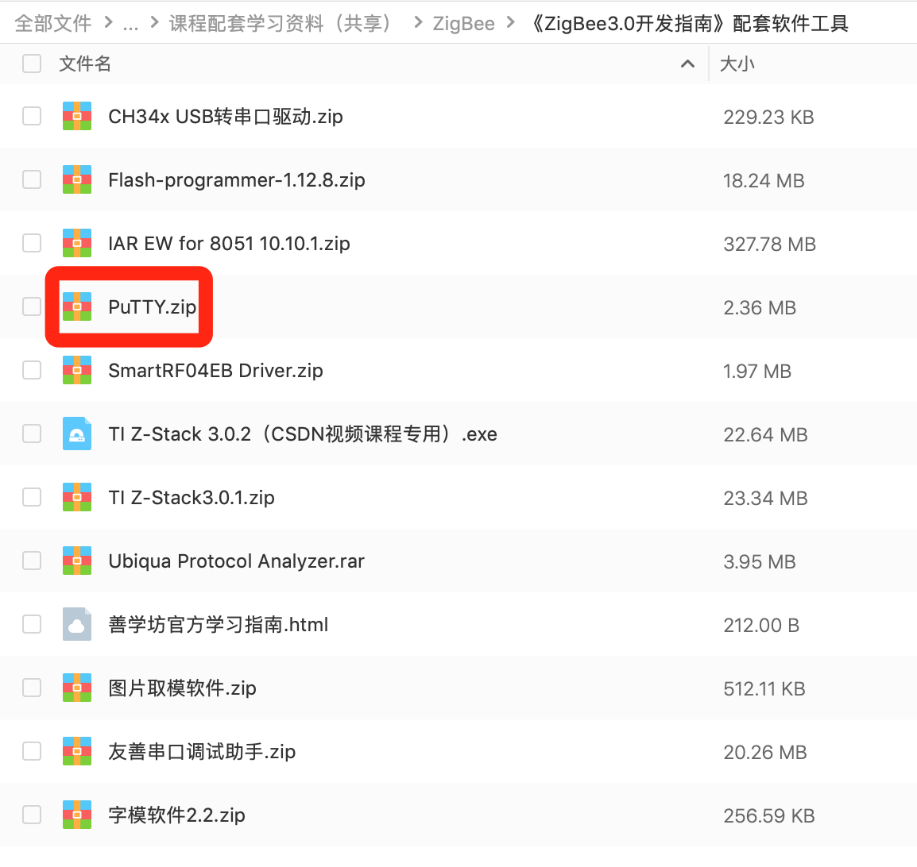 全部文件 > ... > 课程配套学习资料（共享） > ZigBee > 《ZigBee3.0开发指南》配套软件工具
文件名 大小
CH34x USB转串口驱动.zip 229.23 KB
Flash-programmer-1.12.8.zip 18.24 MB
IAR EW for 8051 10.10.1.zip 327.78 MB
PuTTY.zip 2.36 MB
SmartRF04EB Driver.zip 1.97 MB
TI Z-Stack 3.0.2（CSDN视频课程专用）.exe 22.64 MB
TI Z-Stack3.0.1.zip 23.34 MB
Ubiqua Protocol Analyzer.rar 3.95 MB
善学坊官方学习指南.html 212.00 B
图片取模软件.zip 512.11 KB
友善串口调试助手.zip 20.26 MB
字模软件2.2.zip 256.59 KB